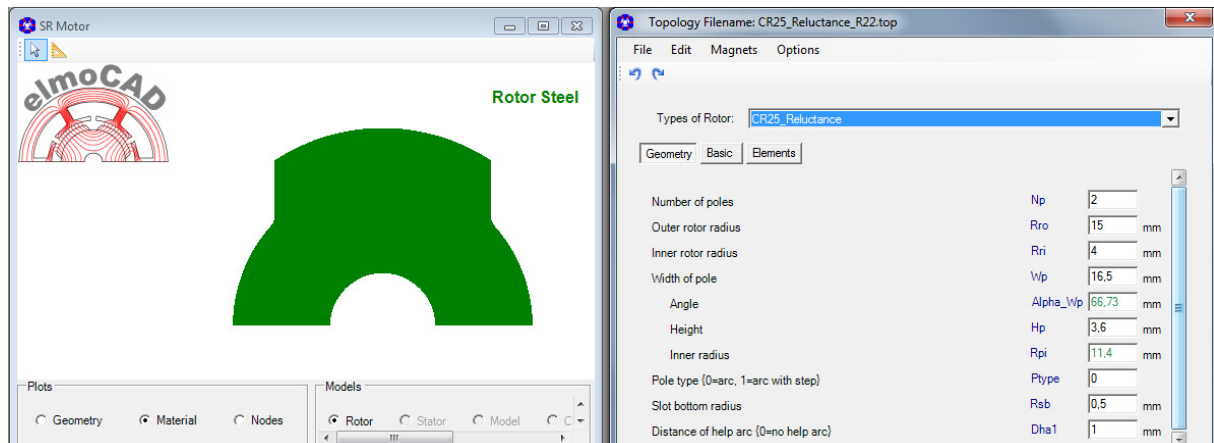 SR Motor
elmoCAD
Rotor Steel
Plots
Geometry Material Nodes
Models
Rotor Stator Model C
Topology Filename: CR25_Reluctance_R22.top
File Edit Magnets Options
Types of Rotor: CR25_Reluctance
Geometry Basic Elements
Number of poles Np 2
Outer rotor radius Rro 15 mm
Inner rotor radius Rri 4 mm
Width of pole Wp 16,5 mm
Angle Alpha_Wp 66,73 mm
Height Hp 3,6 mm
Inner radius Rpi 11,4 mm
Pole type {0=arc, 1=arc with step} Ptype 0
Slot bottom radius Rsb 0,5 mm
Distance of help arc {0=no help arc} Dha1 1 mm